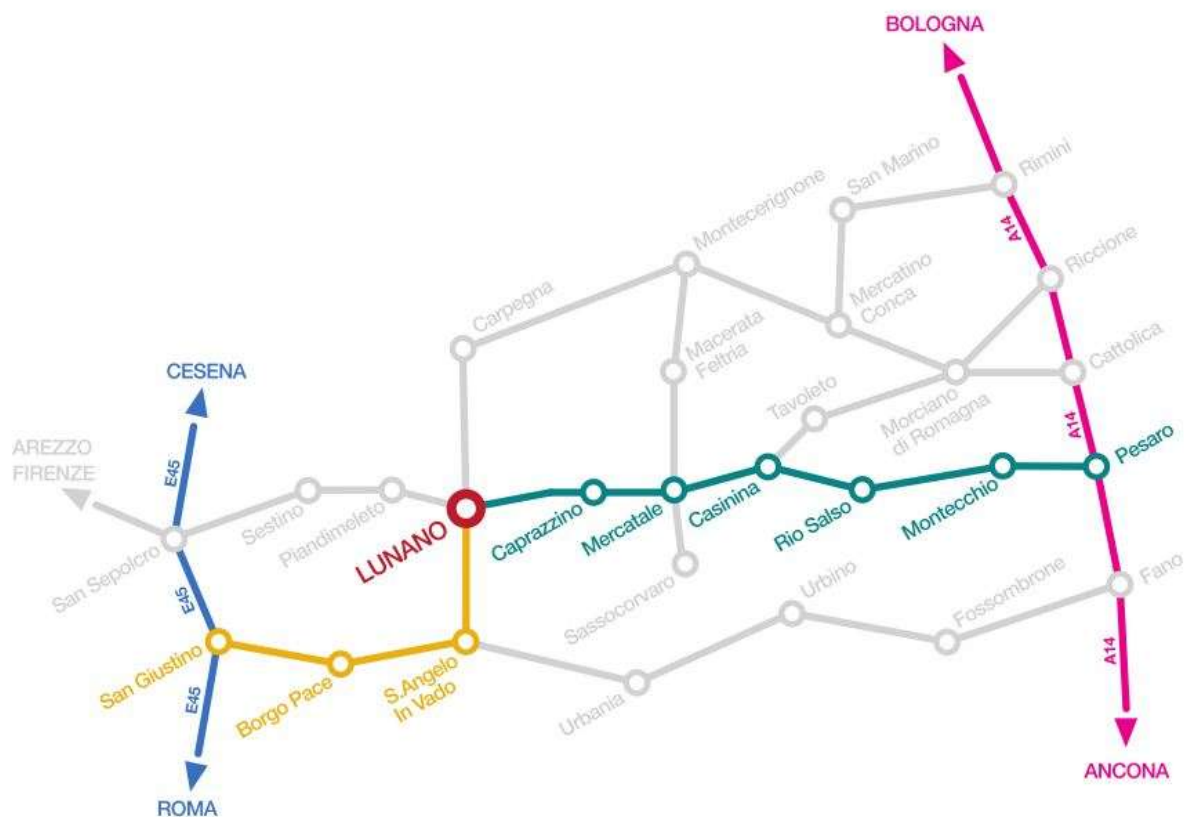 BOLOGNA
San Marino
Rimini
A14
Montecerignone
Riccione
Mercatino
Conca
Carpegna
Macerata
Feltria
Cattolica
CESENA
Tavoleto
Morciano
di Romagna
A14
AREZZO
FIRENZE
E45
Pesaro
San Sepolcro
Sestino
Piandimeleto
LUNANO
Caprazzino
Mercatale
Casinina
Rio Salso
Montecchio
E45
Sassocorvaro
Urbino
Fossombrone
Fano
San Giustino
Borgo Pace
S.Angelo
In Vado
Urbania
E45
A14
ROMA
ANCONA